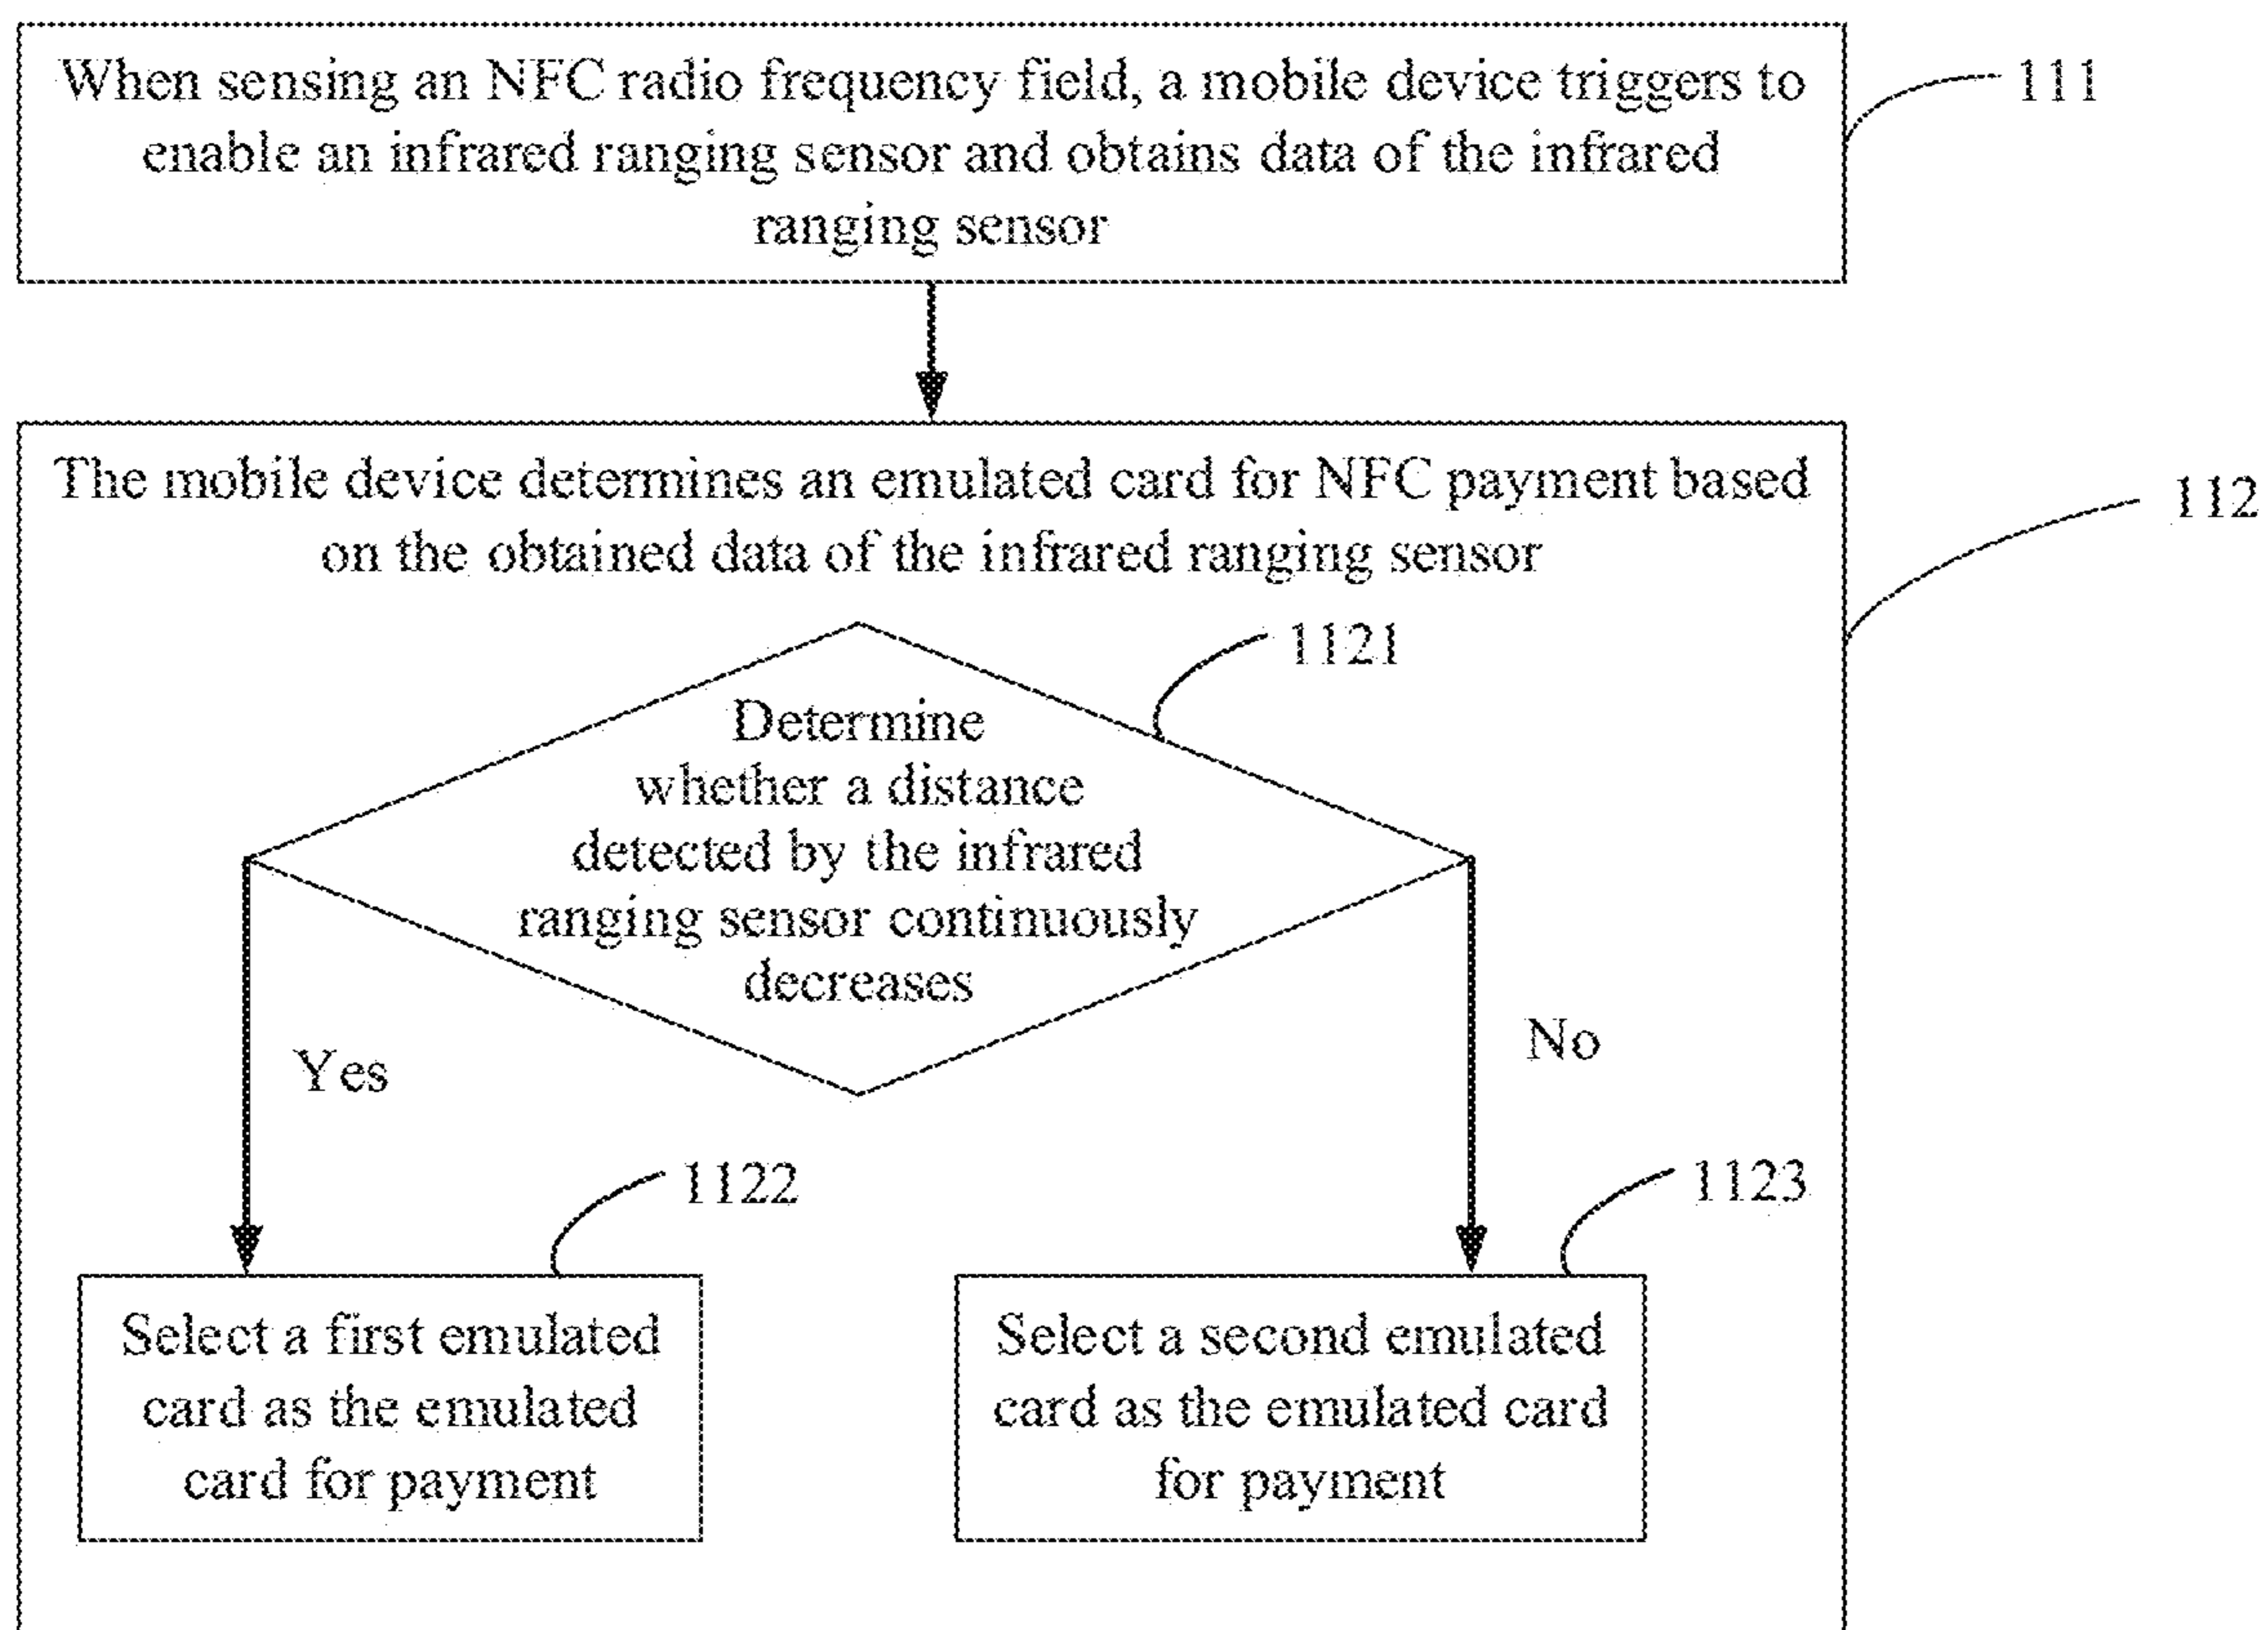 When sensing an NFC radio frequency field, a mobile device triggers to
enable an infrared ranging sensor and obtains data of the infrared
ranging sensor
111
The mobile device determines an emulated card for NFC payment based
on the obtained data of the infrared ranging sensor
112
1121
Determine
whether a distance
detected by the infrared
ranging sensor continuously
decreases
Yes
No
1122
1123
Select a first emulated
card as the emulated
card for payment
Select a second emulated
card as the emulated card
for payment